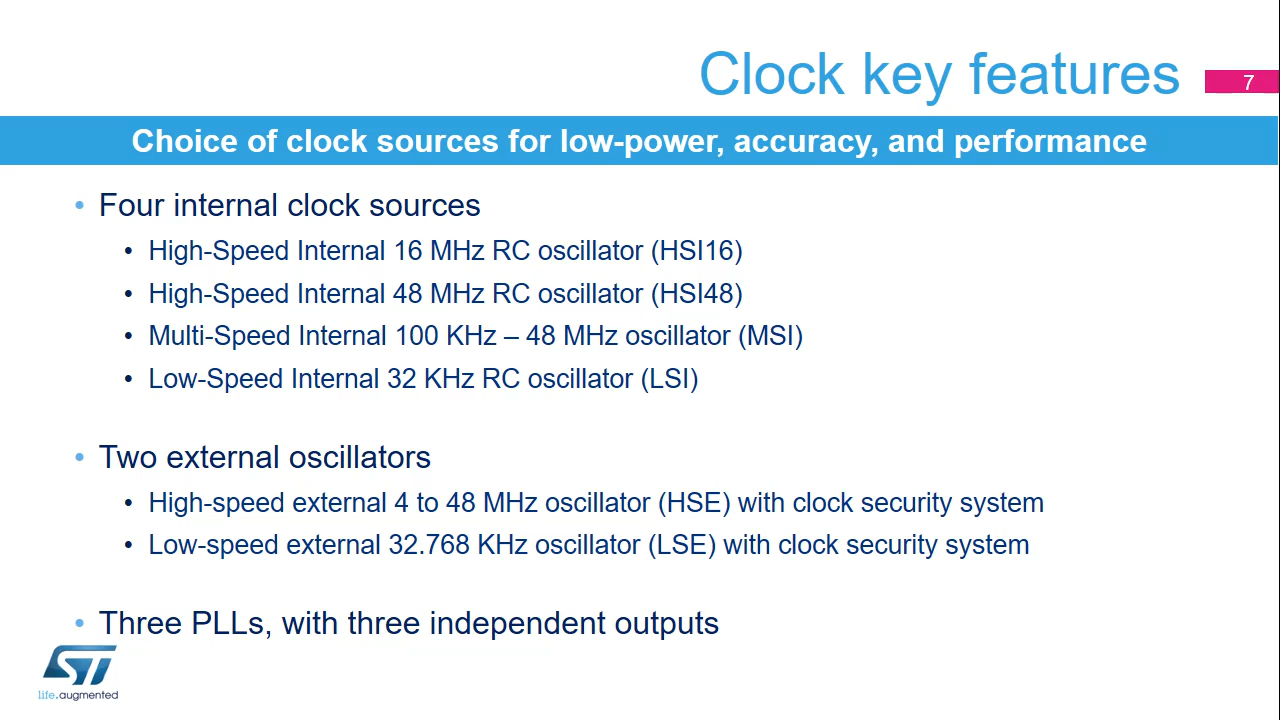 Clock key features
7
Choice of clock sources for low-power, accuracy, and performance
• Four internal clock sources
• High-Speed Internal 16 MHz RC oscillator (HSI16)
• High-Speed Internal 48 MHz RC oscillator (HSI48)
• Multi-Speed Internal 100 KHz – 48 MHz oscillator (MSI)
• Low-Speed Internal 32 KHz RC oscillator (LSI)
• Two external oscillators
• High-speed external 4 to 48 MHz oscillator (HSE) with clock security system
• Low-speed external 32.768 KHz oscillator (LSE) with clock security system
• Three PLLs, with three independent outputs
ST
life.augmented